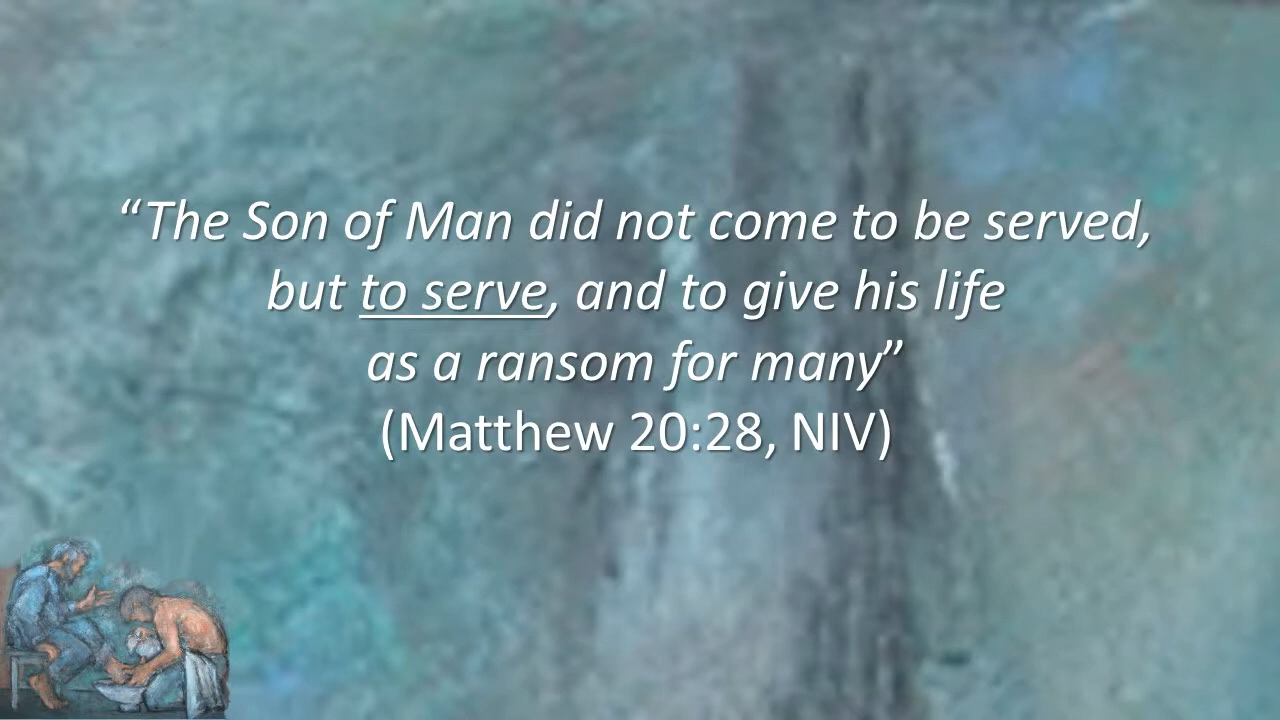 “The Son of Man did not come to be served,
but to serve, and to give his life
as a ransom for many”
(Matthew 20:28, NIV)